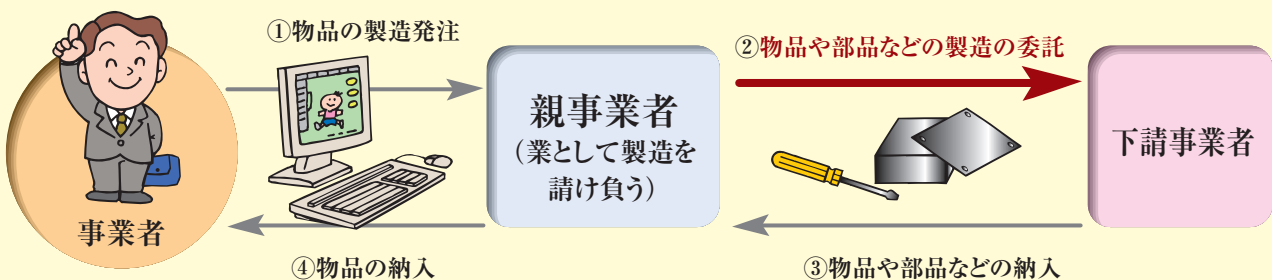 ①物品の製造発注
②物品や部品などの製造の委託
親事業者
（業として製造を
請け負う）
下請事業者
事業者
④物品の納入
③物品や部品などの納入